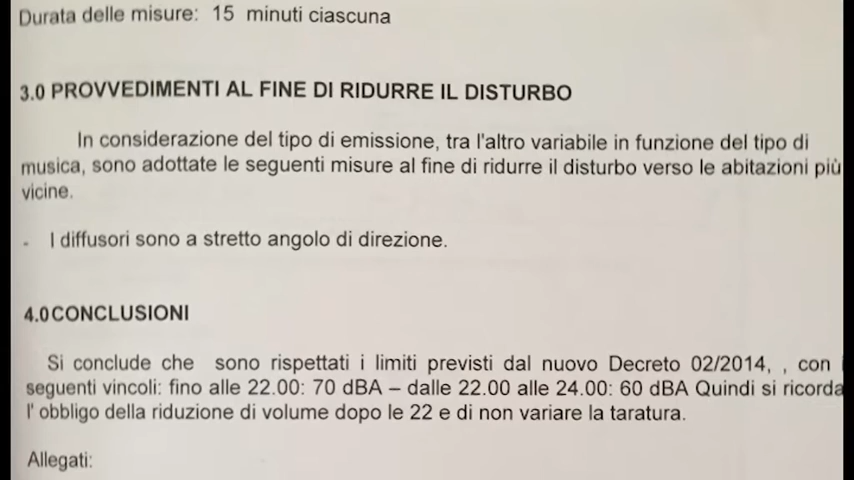 Durata delle misure: 15 minuti ciascuna
3.0 PROVVEDIMENTI AL FINE DI RIDURRE IL DISTURBO
In considerazione del tipo di emissione, tra l'altro variabile in funzione del tipo di
musica, sono adottate le seguenti misure al fine di ridurre il disturbo verso le abitazioni più
vicine.
- I diffusori sono a stretto angolo di direzione.
4.0 CONCLUSIONI
Si conclude che sono rispettati i limiti previsti dal nuovo Decreto 02/2014, , con i
seguenti vincoli: fino alle 22.00: 70 dBA – dalle 22.00 alle 24.00: 60 dBA Quindi si ricorda
l' obbligo della riduzione di volume dopo le 22 e di non variare la taratura.
Allegati: